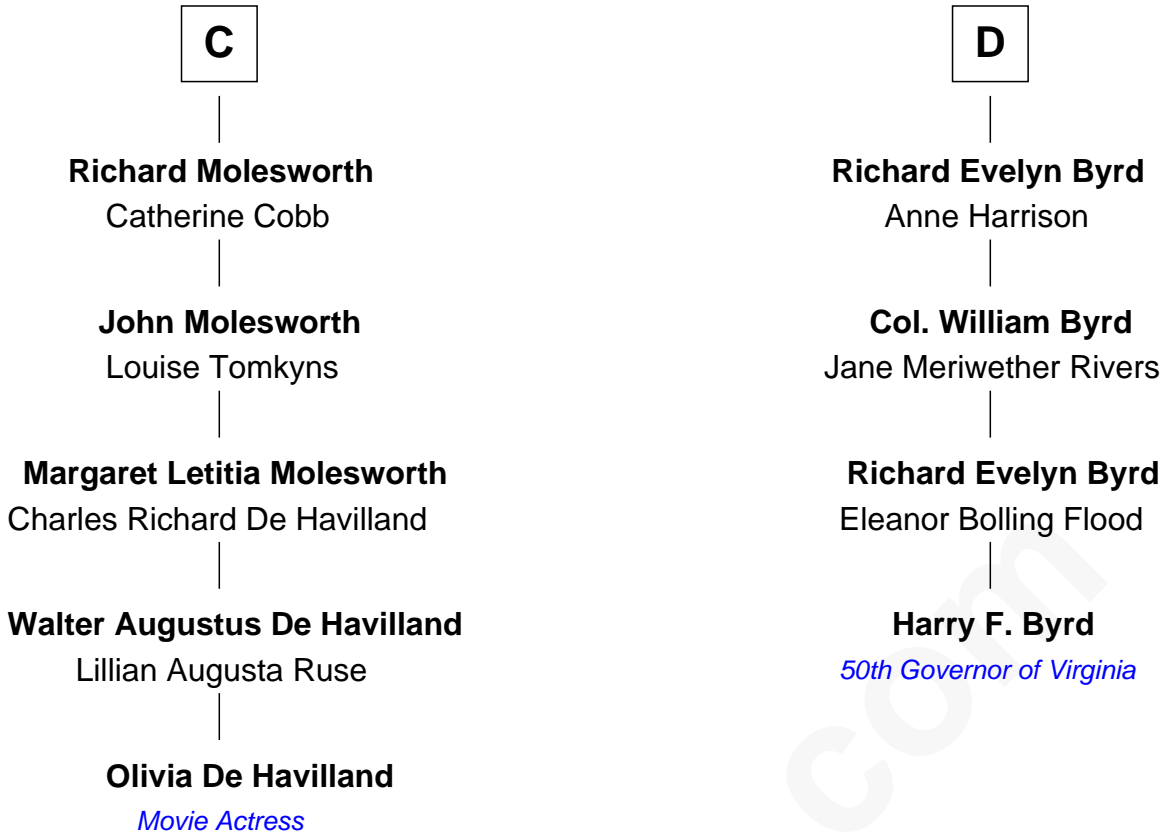 C
Richard Molesworth
Catherine Cobb
John Molesworth
Louise Tomkyns
Margaret Letitia Molesworth
Charles Richard De Havilland
Walter Augustus De Havilland
Lillian Augusta Ruse
Olivia De Havilland
Movie Actress
D
Richard Evelyn Byrd
Anne Harrison
Col. William Byrd
Jane Meriwether Rivers
Richard Evelyn Byrd
Eleanor Bolling Flood
Harry F. Byrd
50th Governor of Virginia
com